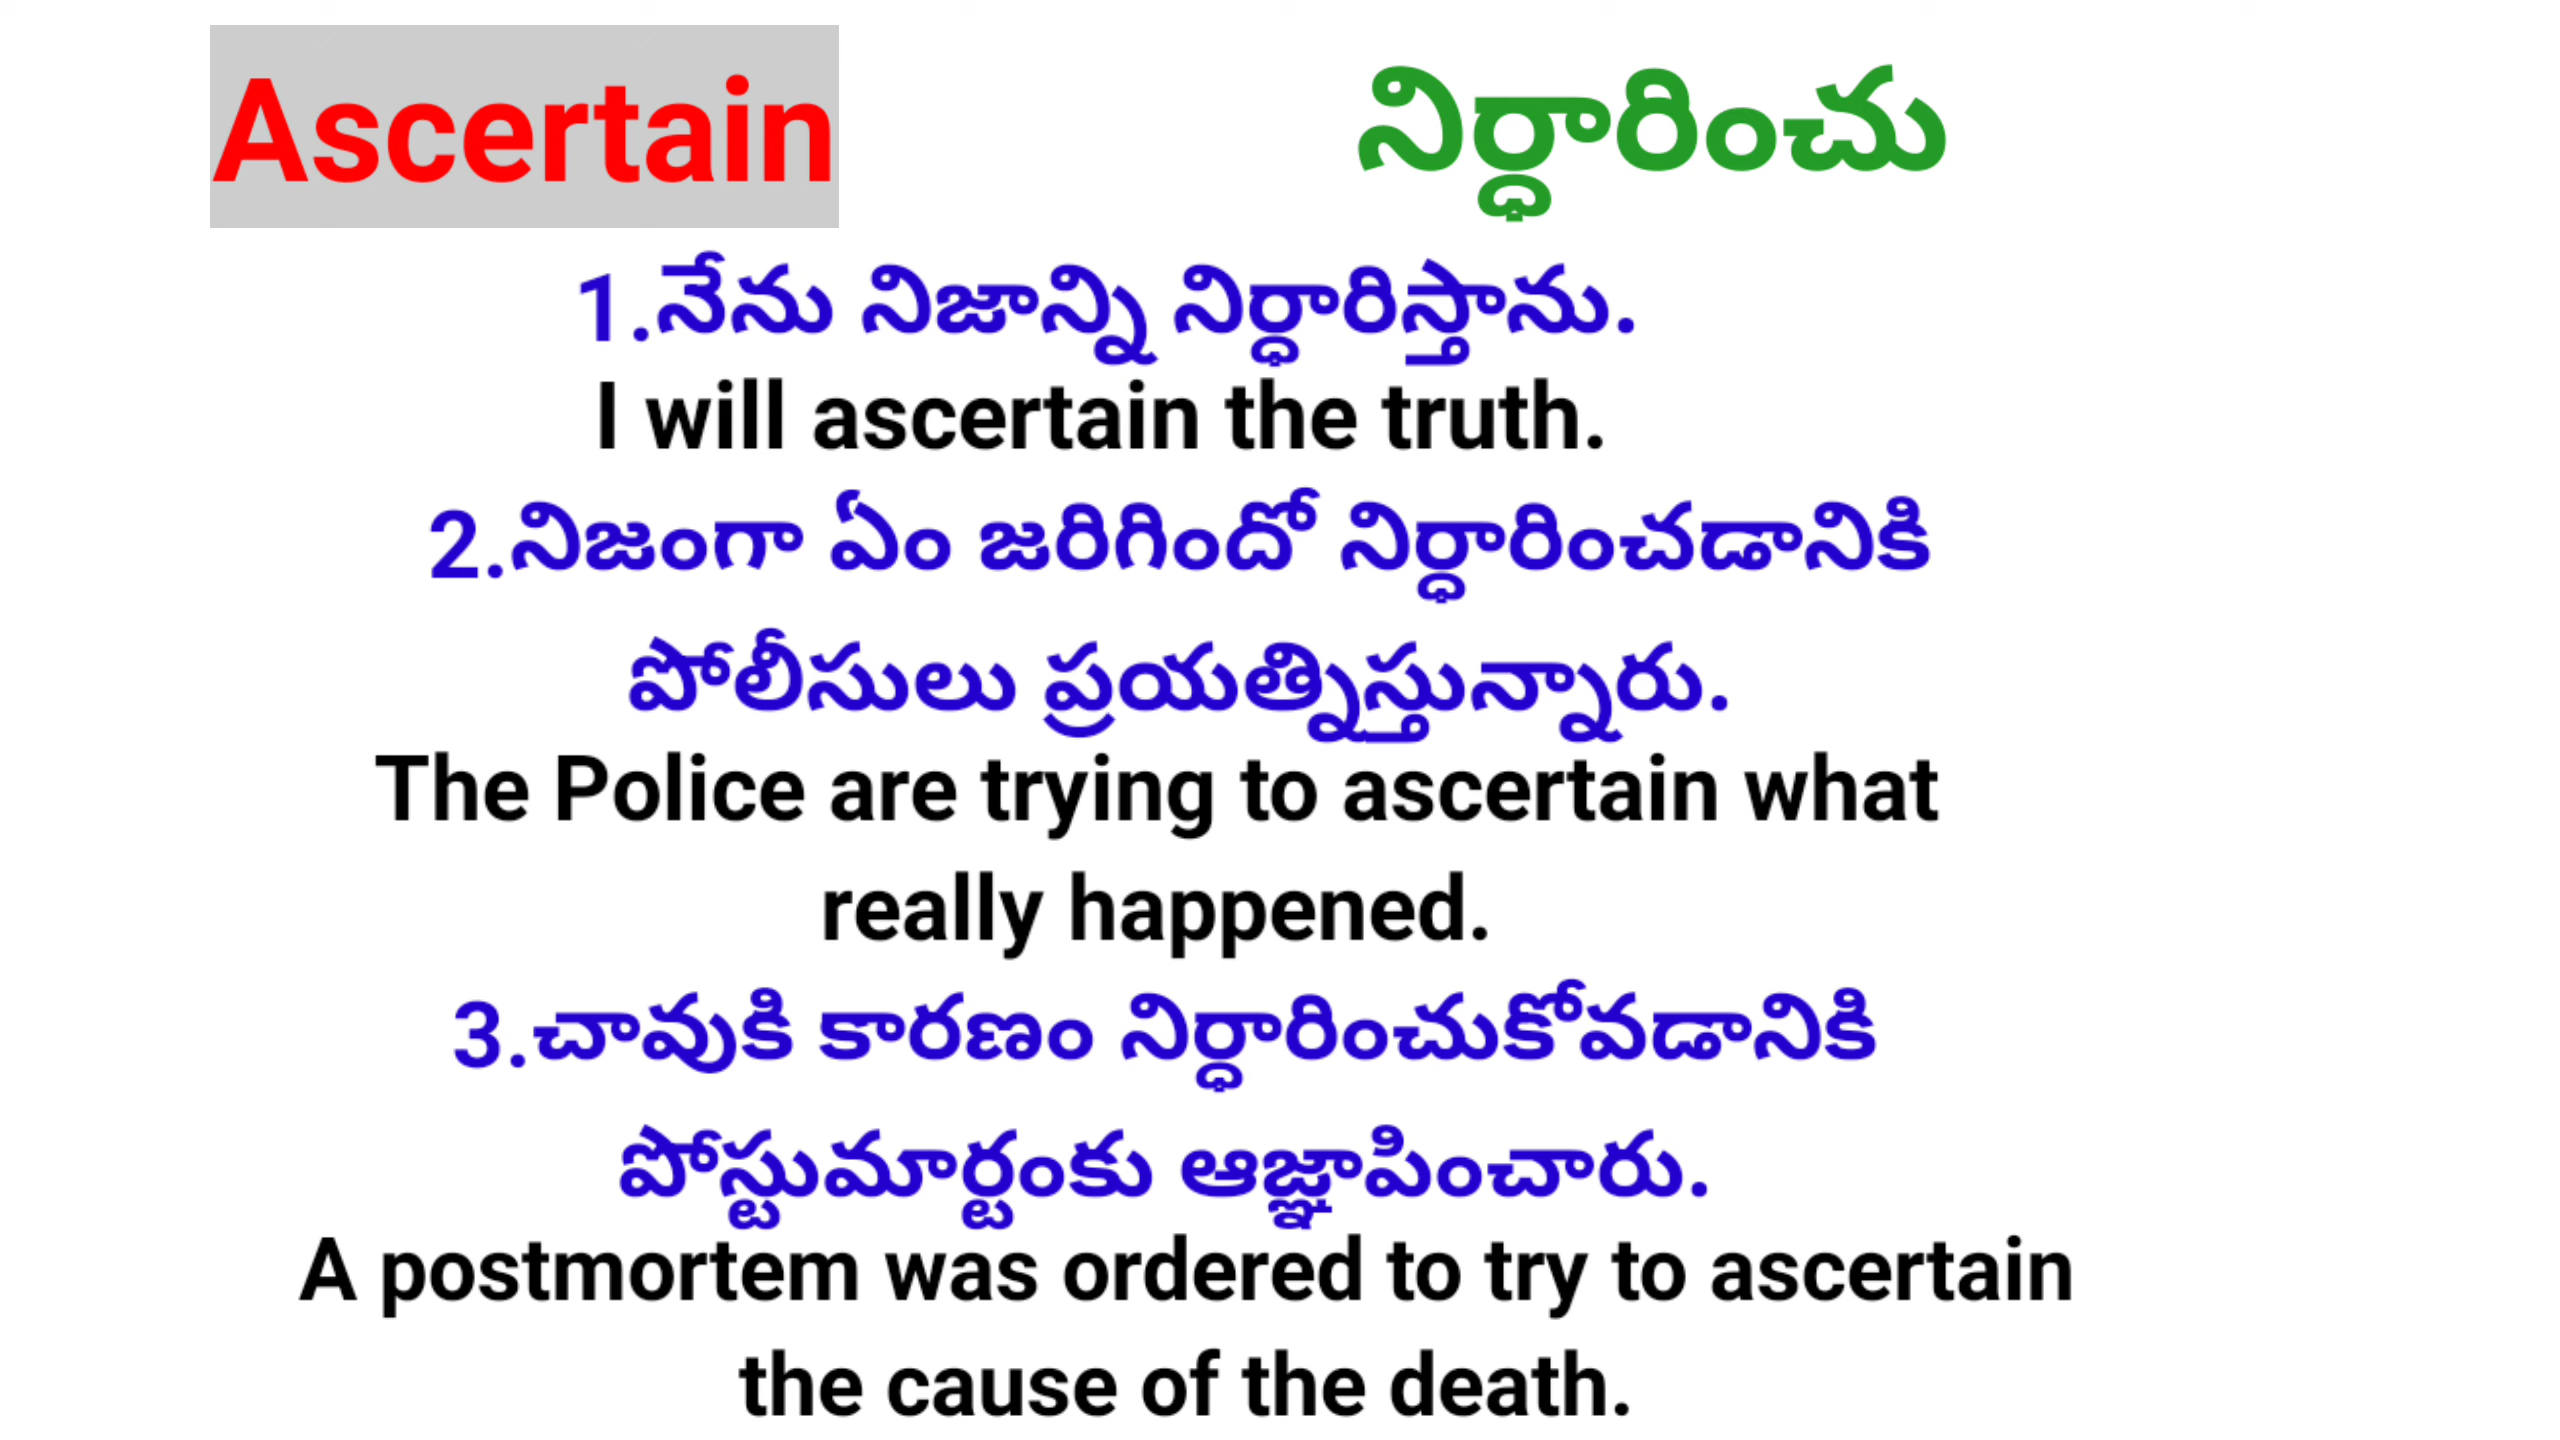 Ascertain నిర్ధారించు
1.నేను నిజాన్ని నిర్ధారిస్తాను.
I will ascertain the truth.
2.నిజంగా ఏం జరిగిందో నిర్ధారించడానికి
పోలీసులు ప్రయత్నిస్తున్నారు.
The Police are trying to ascertain what
really happened.
3.చావుకి కారణం నిర్ధారించుకోవడానికి
పోస్టుమార్టంకు ఆజ్ఞాపించారు.
A postmortem was ordered to try to ascertain
the cause of the death.